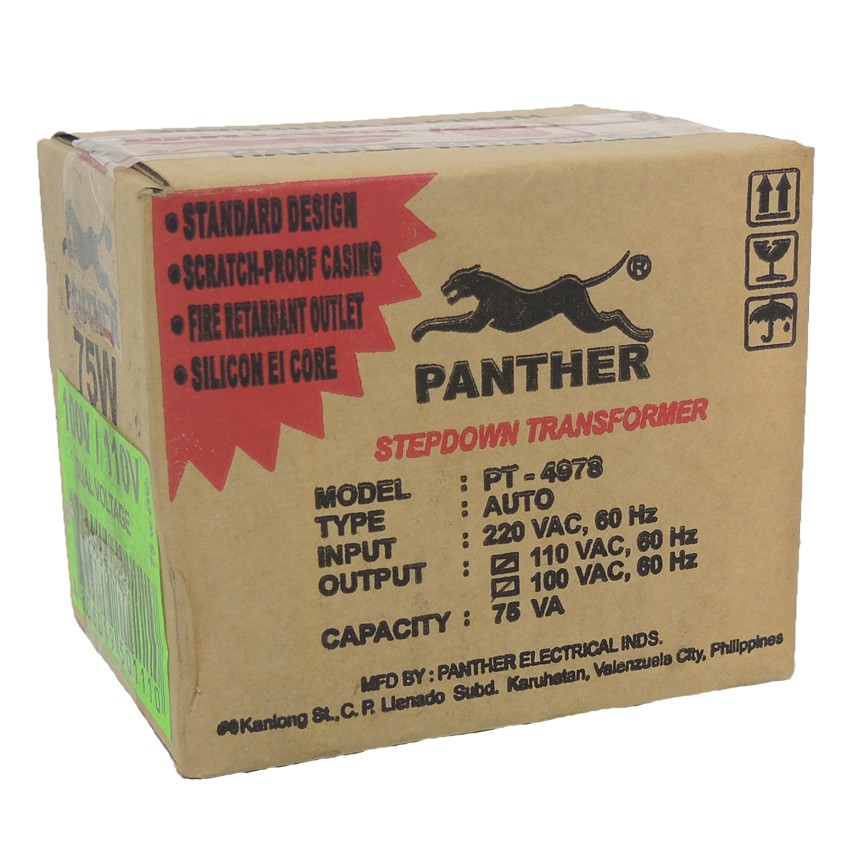 • STANDARD DESIGN
• SCRATCH-PROOF CASING
• FIRE RETARDANT OUTLET
• SILICON EI CORE
®
PANTHER
STEPDOWN TRANSFORMER
MODEL : PT - 4978
TYPE : AUTO
INPUT : 220 VAC, 60 Hz
OUTPUT : 110 VAC, 60 Hz
100 VAC, 60 Hz
CAPACITY : 75 VA
MFD BY : PANTHER ELECTRICAL INDS.
Kanlong St., C. P. Llenado Subd. Karuhatan, Valenzuela City, Philippines
PANTHER
75W
100V / 110V
DUAL VOLTAGE